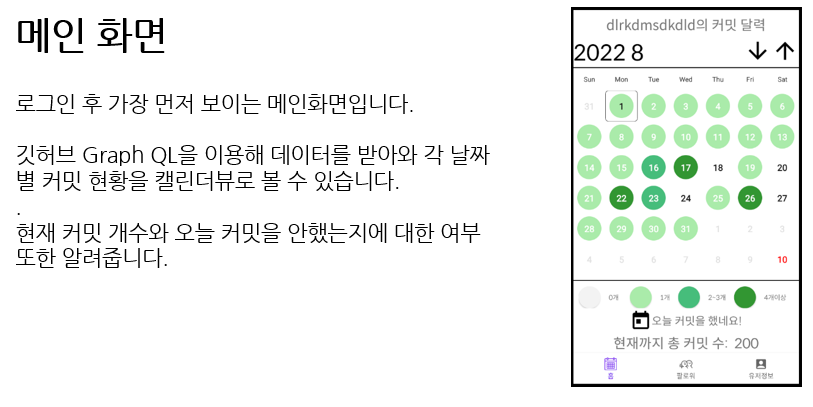 메인 화면
로그인 후 가장 먼저 보이는 메인화면입니다.
깃허브 Graph QL을 이용해 데이터를 받아와 각 날짜
별 커밋 현황을 캘린더뷰로 볼 수 있습니다.
.
현재 커밋 개수와 오늘 커밋을 안했는지에 대한 여부
또한 알려줍니다.
dlrkdmsdkdld의 커밋 달력
2022 8
Sun Mon Tue Wed Thu Fri Sat
31 1 2 3 4 5 6
7 8 9 10 11 12 13
14 15 16 17 18 19 20
21 22 23 24 25 26 27
28 29 30 31 1 2 3
4 5 6 7 8 9 10
0개 1개 2-3개 4개이상
오늘 커밋을 했네요!
현재까지 총 커밋 수: 200
홈 팔로워 유저정보